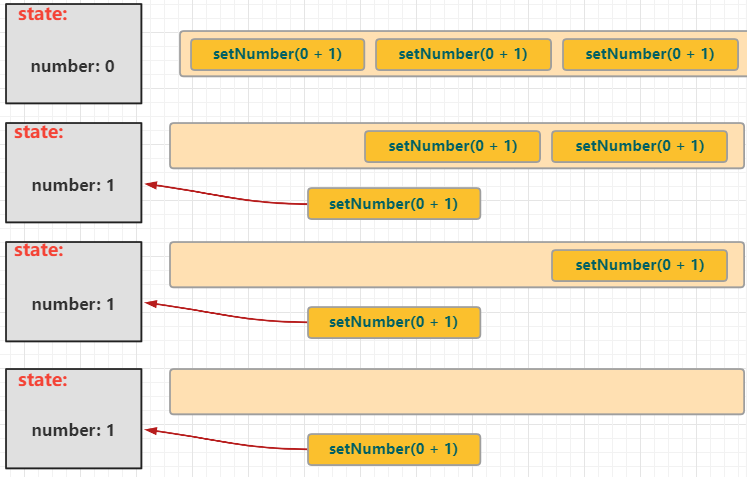 state:
number: 0
setNumber(0 + 1)
setNumber(0 + 1)
setNumber(0 + 1)
state:
number: 1
setNumber(0 + 1)
setNumber(0 + 1)
setNumber(0 + 1)
state:
number: 1
setNumber(0 + 1)
setNumber(0 + 1)
state:
number: 1
setNumber(0 + 1)